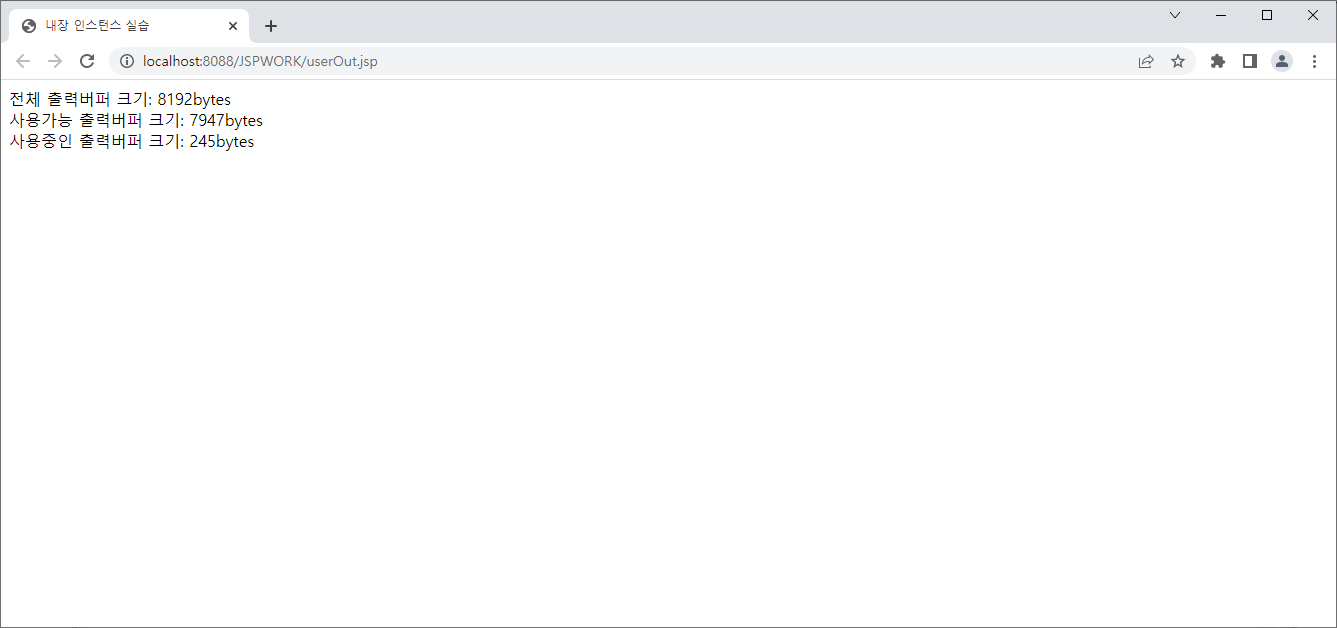 내장 인스턴스 실습
localhost:8088/JSPWORK/userOut.jsp
전체 출력버퍼 크기: 8192bytes
사용가능 출력버퍼 크기: 7947bytes
사용중인 출력버퍼 크기: 245bytes